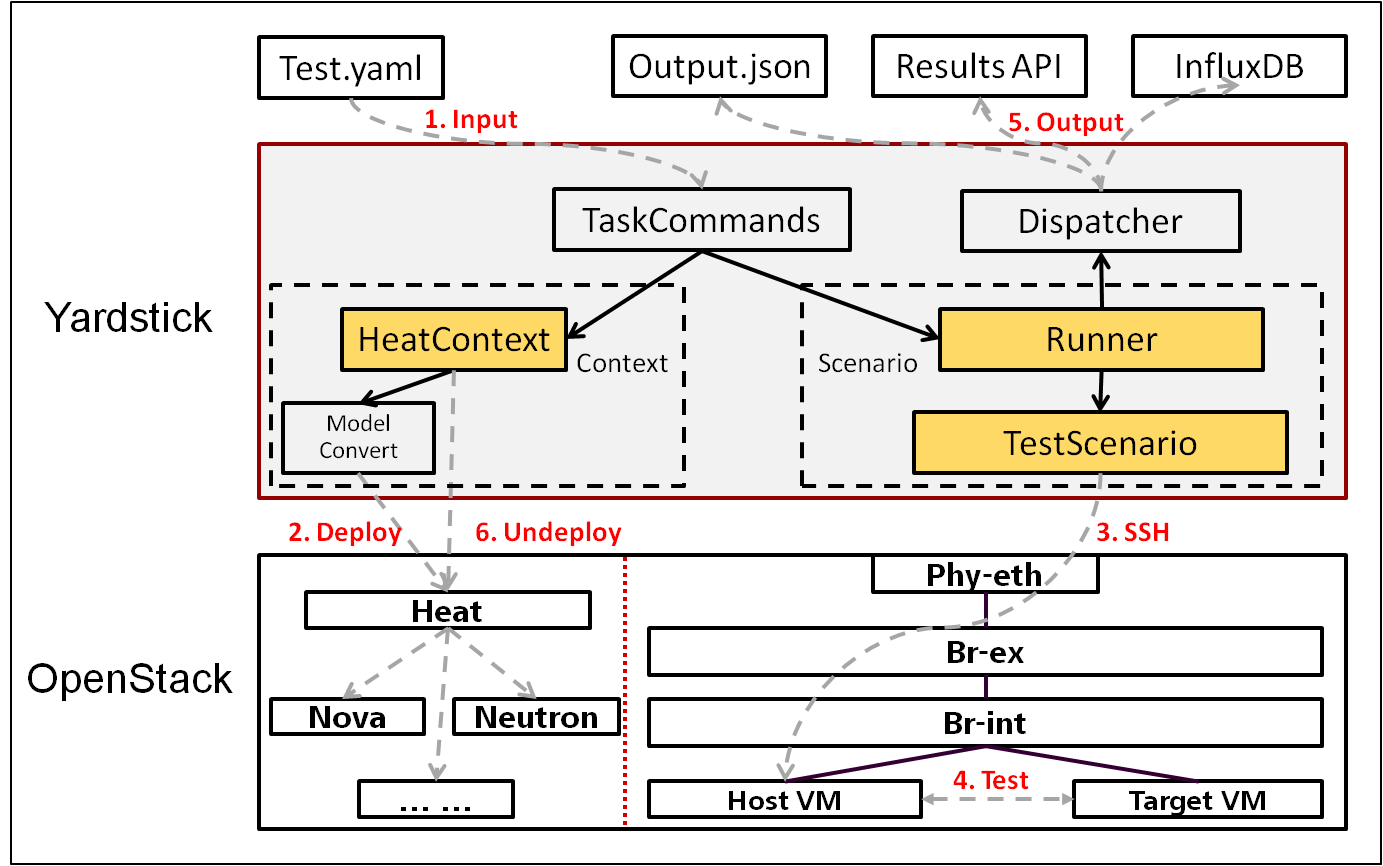 Test.yaml
Output.json
Results API
InfluxDB
1. Input
5. Output
Yardstick
TaskCommands
Dispatcher
HeatContext
Context
Scenario
Runner
Model
Convert
TestScenario
2. Deploy
6. Undeploy
3. SSH
OpenStack
Phy-eth
Heat
Br-ex
Nova
Neutron
Br-int
... ...
Host VM
4. Test
Target VM